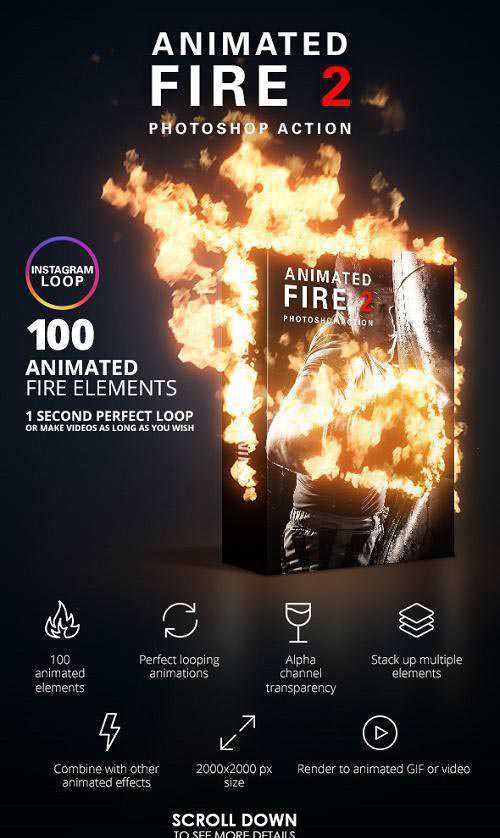 ANIMATED
FIRE 2
PHOTOSHOP ACTION
INSTAGRAM
LOOP
100
ANIMATED
FIRE ELEMENTS
1 SECOND PERFECT LOOP
OR MAKE VIDEOS AS LONG AS YOU WISH
ANIMATED
FIRE 2
PHOTOSHOP ACTION
100
animated
elements
Perfect looping
animations
Alpha
channel
transparency
Stack up multiple
elements
Combine with other
animated effects
2000x2000 px
size
Render to animated GIF or video
SCROLL DOWN
TO SEE MORE DETAILS